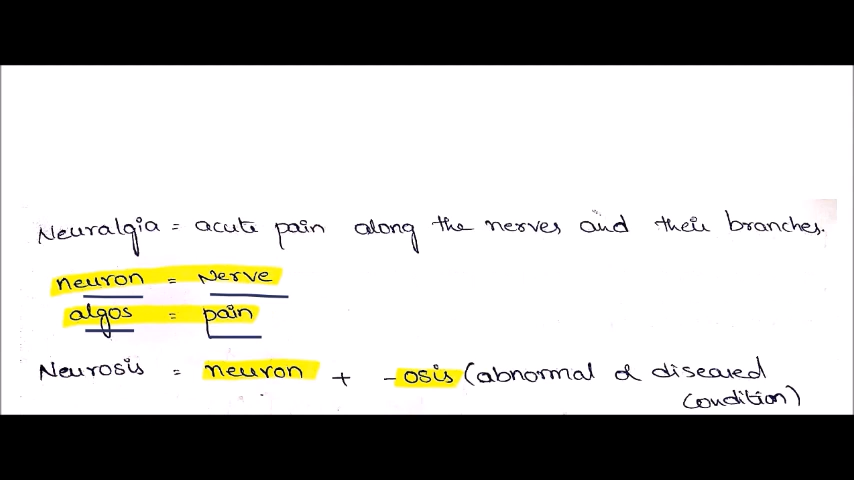 Neuralgia = acute pain along the nerves and their branches.
neuron = Nerve
algos = pain
Neurosis = neuron + -osis (abnormal or diseased
condition)